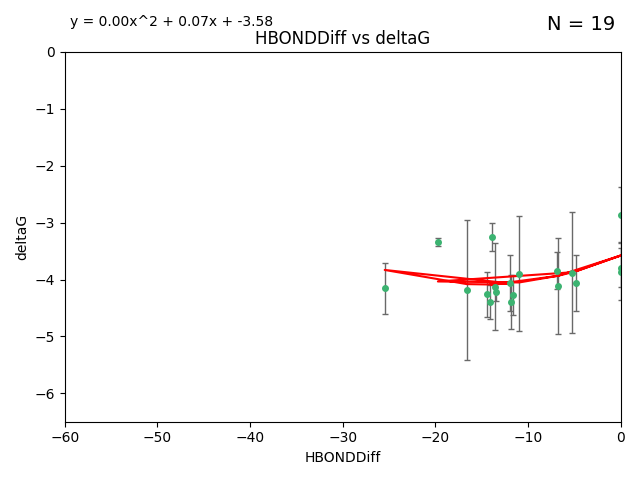 y = 0.00x^2 + 0.07x + -3.58
N = 19
HBONDDiff vs deltaG
0
−1
−2
−3
−4
−5
−6
deltaG
−60 −50 −40 −30 −20 −10 0
HBONDDiff